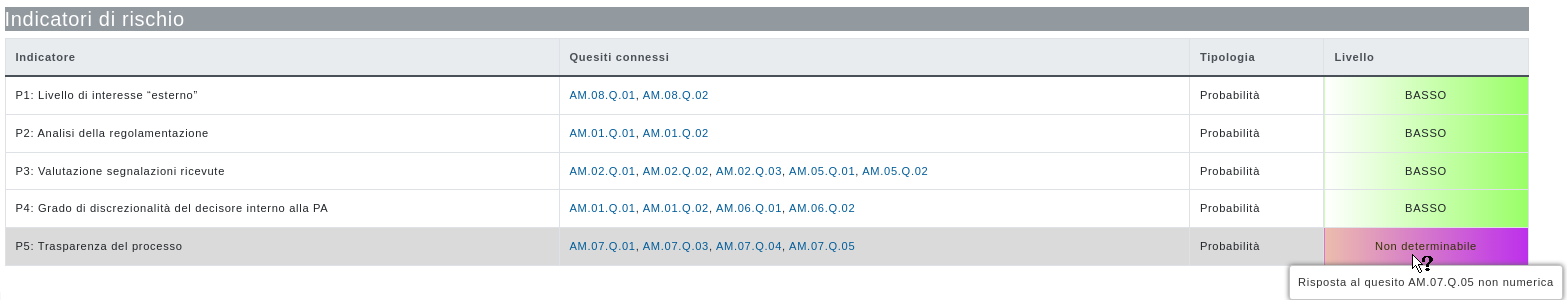 Indicatori di rischio
Indicatore Quesiti connessi Tipologia Livello
P1: Livello di interesse “esterno” AM.08.Q.01, AM.08.Q.02 Probabilità BASSO
P2: Analisi della regolamentazione AM.01.Q.01, AM.01.Q.02 Probabilità BASSO
P3: Valutazione segnalazioni ricevute AM.02.Q.01, AM.02.Q.02, AM.02.Q.03, AM.05.Q.01, AM.05.Q.02 Probabilità BASSO
P4: Grado di discrezionalità del decisore interno alla PA AM.01.Q.01, AM.01.Q.02, AM.06.Q.01, AM.06.Q.02 Probabilità BASSO
P5: Trasparenza del processo AM.07.Q.01, AM.07.Q.03, AM.07.Q.04, AM.07.Q.05 Probabilità Non determinabile
Risposta al quesito AM.07.Q.05 non numerica